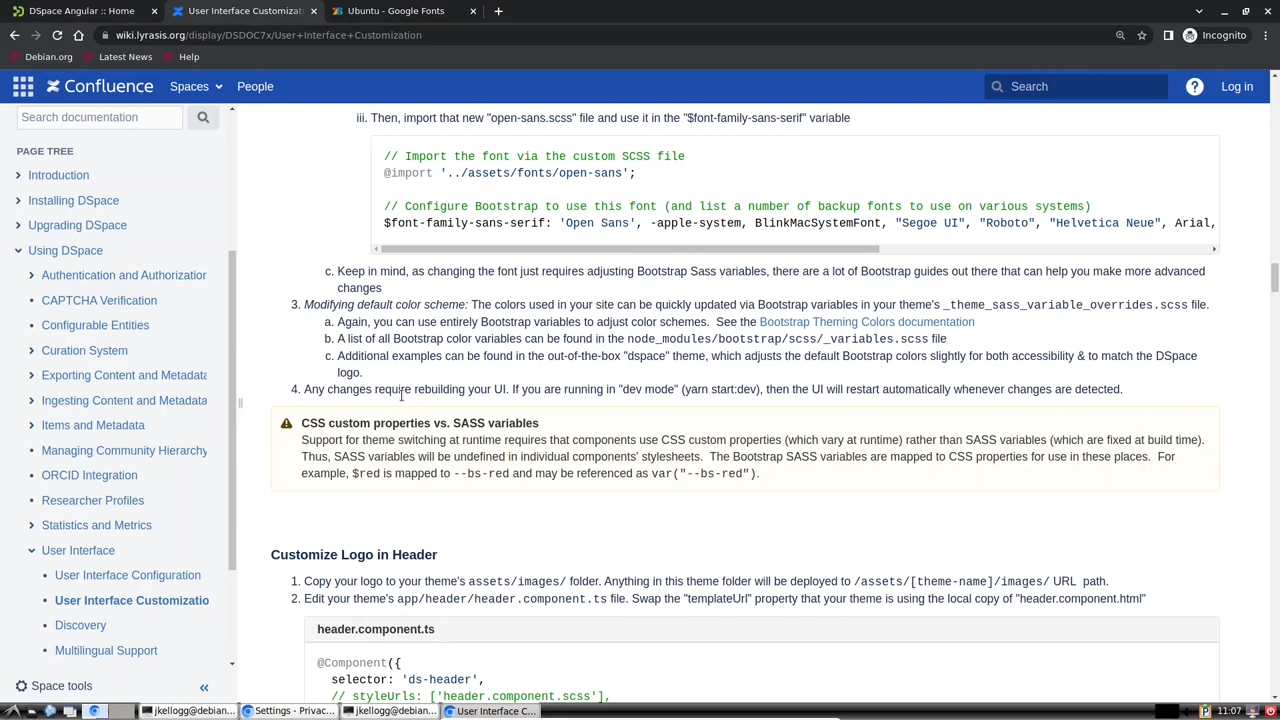 DSpace Angular :: Home
User Interface Customizati
Ubuntu - Google Fonts
wiki.lyrasis.org/display/DSDOC7x/User+Interface+Customization
Incognito
Debian.org
Latest News
Help
Confluence
Spaces
People
Search
Log in
Search documentation
PAGE TREE
Introduction
Installing DSpace
Upgrading DSpace
Using DSpace
Authentication and Authorization
CAPTCHA Verification
Configurable Entities
Curation System
Exporting Content and Metadata
Ingesting Content and Metadata
Items and Metadata
Managing Community Hierarchy
ORCID Integration
Researcher Profiles
Statistics and Metrics
User Interface
User Interface Configuration
User Interface Customizatio
Discovery
Multilingual Support
Space tools
iii. Then, import that new "open-sans.scss" file and use it in the "$font-family-sans-serif" variable
// Import the font via the custom SCSS file
@import '../assets/fonts/open-sans';
// Configure Bootstrap to use this font (and list a number of backup fonts to use on various systems)
$font-family-sans-serif: 'Open Sans', -apple-system, BlinkMacSystemFont, "Segoe UI", "Roboto", "Helvetica Neue", Arial,
c. Keep in mind, as changing the font just requires adjusting Bootstrap Sass variables, there are a lot of Bootstrap guides out there that can help you make more advanced
changes
3. Modifying default color scheme: The colors used in your site can be quickly updated via Bootstrap variables in your theme's _theme_sass_variable_overrides.scss file.
a. Again, you can use entirely Bootstrap variables to adjust color schemes. See the Bootstrap Theming Colors documentation
b. A list of all Bootstrap color variables can be found in the node_modules/bootstrap/scss/_variables.scss file
c. Additional examples can be found in the out-of-the-box "dspace" theme, which adjusts the default Bootstrap colors slightly for both accessibility & to match the DSpace
logo.
4. Any changes require rebuilding your UI. If you are running in "dev mode" (yarn start:dev), then the UI will restart automatically whenever changes are detected.
CSS custom properties vs. SASS variables
Support for theme switching at runtime requires that components use CSS custom properties (which vary at runtime) rather than SASS variables (which are fixed at build time).
Thus, SASS variables will be undefined in individual components' stylesheets. The Bootstrap SASS variables are mapped to CSS properties for use in these places. For
example, $red is mapped to --bs-red and may be referenced as var("--bs-red").
Customize Logo in Header
1. Copy your logo to your theme's assets/images/ folder. Anything in this theme folder will be deployed to /assets/[theme-name]/images/ URL path.
2. Edit your theme's app/header/header.component.ts file. Swap the "templateUrl" property that your theme is using the local copy of "header.component.html"
header.component.ts
@Component({
selector: 'ds-header',
// styleUrls: ['header.component.scss'],
jkellogg@debian...
Settings - Privac...
jkellogg@debian...
User Interface C...
11:07